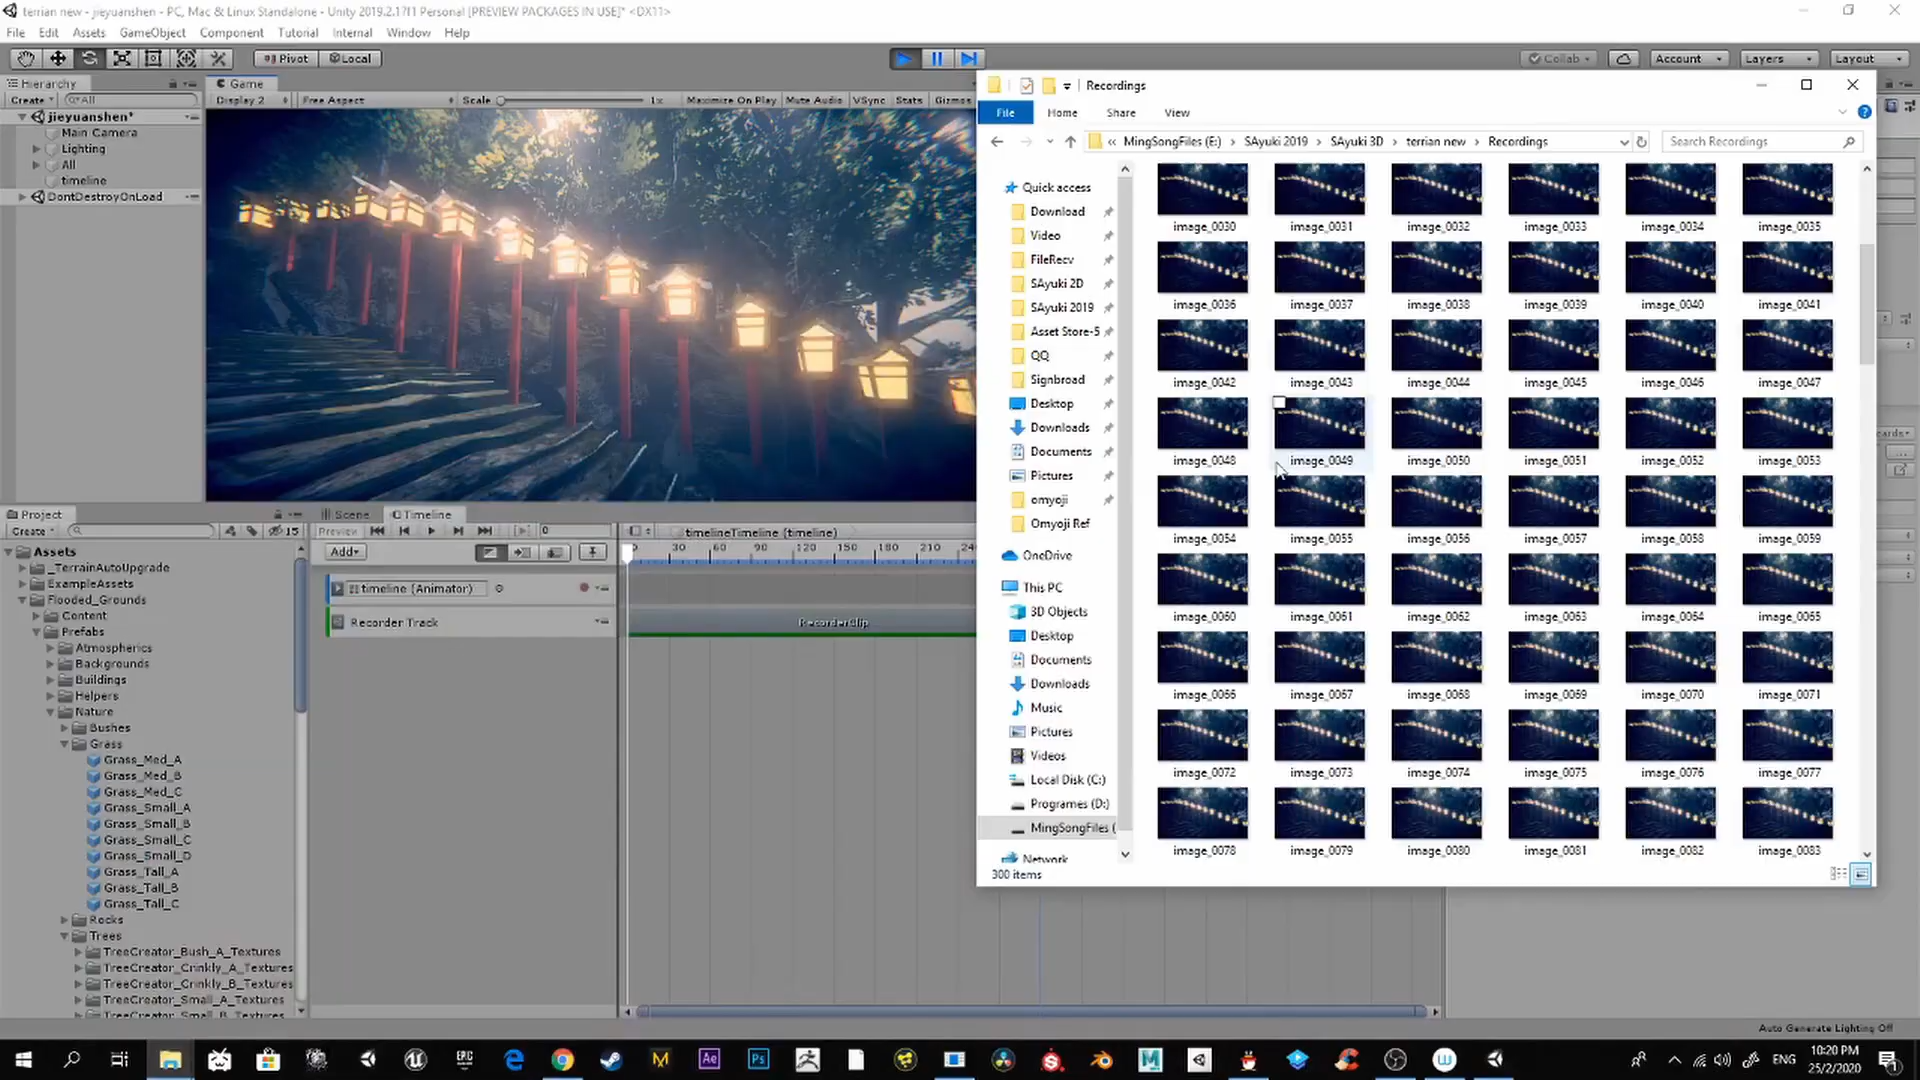 terrian new - jieyuanshen - PC, Mac & Linux Standalone - Unity 2019.2.17f1 Personal [PREVIEW PACKAGES IN USE]* <DX11>
File Edit Assets GameObject Component Tutorial Internal Window Help
Pivot Local Collab Account Layers Layout
Hierarchy
Create All
jieyuanshen*
Main Camera
Lighting
All
timeline
DontDestroyOnLoad
Game
Display 2 Free Aspect Scale 1x Maximize On Play Mute Audio VSync Stats Gizmos
Recordings
File Home Share View
« MingSongFiles (E:) > SAyuki 2019 > SAyuki 3D > terrian new > Recordings
Search Recordings
Quick access
Download
Video
FileRecv
SAyuki 2D
SAyuki 2019
Asset Store-5
QQ
Signbroad
Desktop
Downloads
Documents
Pictures
omyoji
Omyoji Ref
OneDrive
This PC
3D Objects
Desktop
Documents
Downloads
Music
Pictures
Videos
Local Disk (C:)
Programes (D:)
MingSongFiles (
Network
300 items
image_0030 image_0031 image_0032 image_0033 image_0034 image_0035
image_0036 image_0037 image_0038 image_0039 image_0040 image_0041
image_0042 image_0043 image_0044 image_0045 image_0046 image_0047
image_0048 image_0049 image_0050 image_0051 image_0052 image_0053
image_0054 image_0055 image_0056 image_0057 image_0058 image_0059
image_0060 image_0061 image_0062 image_0063 image_0064 image_0065
image_0066 image_0067 image_0068 image_0069 image_0070 image_0071
image_0072 image_0073 image_0074 image_0075 image_0076 image_0077
image_0078 image_0079 image_0080 image_0081 image_0082 image_0083
Project
Create 15
Assets
_TerrainAutoUpgrade
ExampleAssets
Flooded_Grounds
Content
Prefabs
Atmospherics
Backgrounds
Buildings
Helpers
Nature
Bushes
Grass
Grass_Med_A
Grass_Med_B
Grass_Med_C
Grass_Small_A
Grass_Small_B
Grass_Small_C
Grass_Small_D
Grass_Tall_A
Grass_Tall_B
Grass_Tall_C
Rocks
Trees
TreeCreator_Bush_A_Textures
TreeCreator_Crinkly_A_Textures
TreeCreator_Crinkly_B_Textures
TreeCreator_Small_A_Textures
TreeCreator_Small_B_Textures
Scene Timeline
Preview 0 timelineTimeline (timeline)
Add 30 60 90 120 150 180 210 240
timeline (Animator)
Recorder Track RecorderClip
Auto Generate Lighting Off
Ae Ps ENG
10:20 PM
25/2/2020